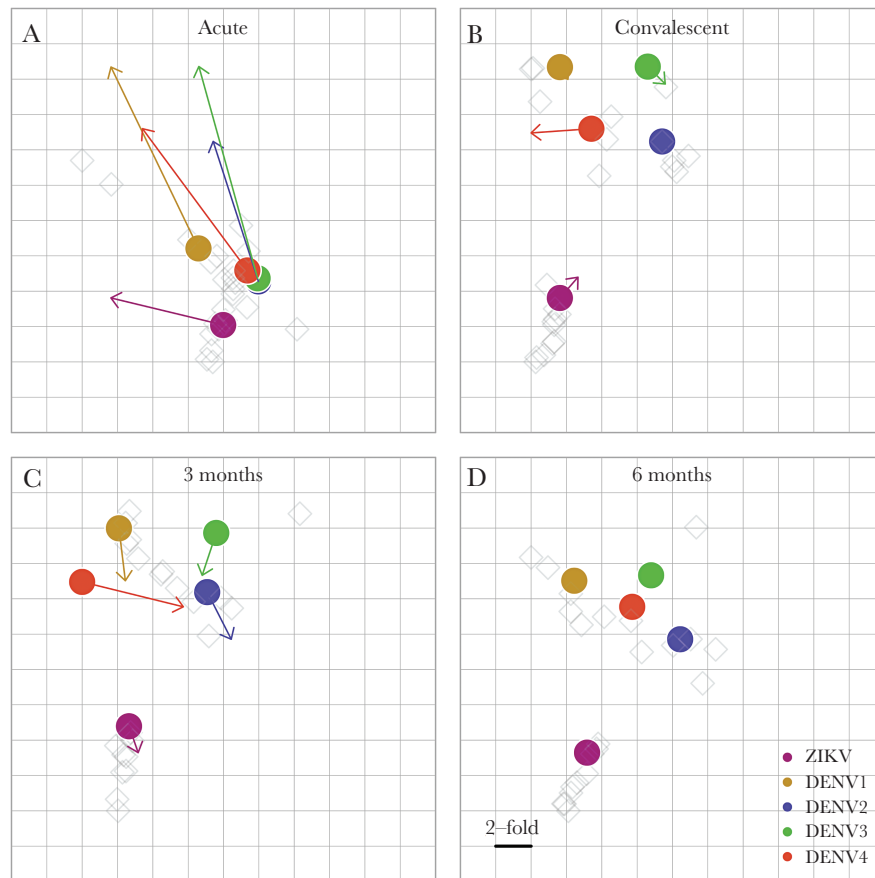 A
Acute
B
Convalescent
C
3 months
D
6 months
2–fold
ZIKV
DENV1
DENV2
DENV3
DENV4